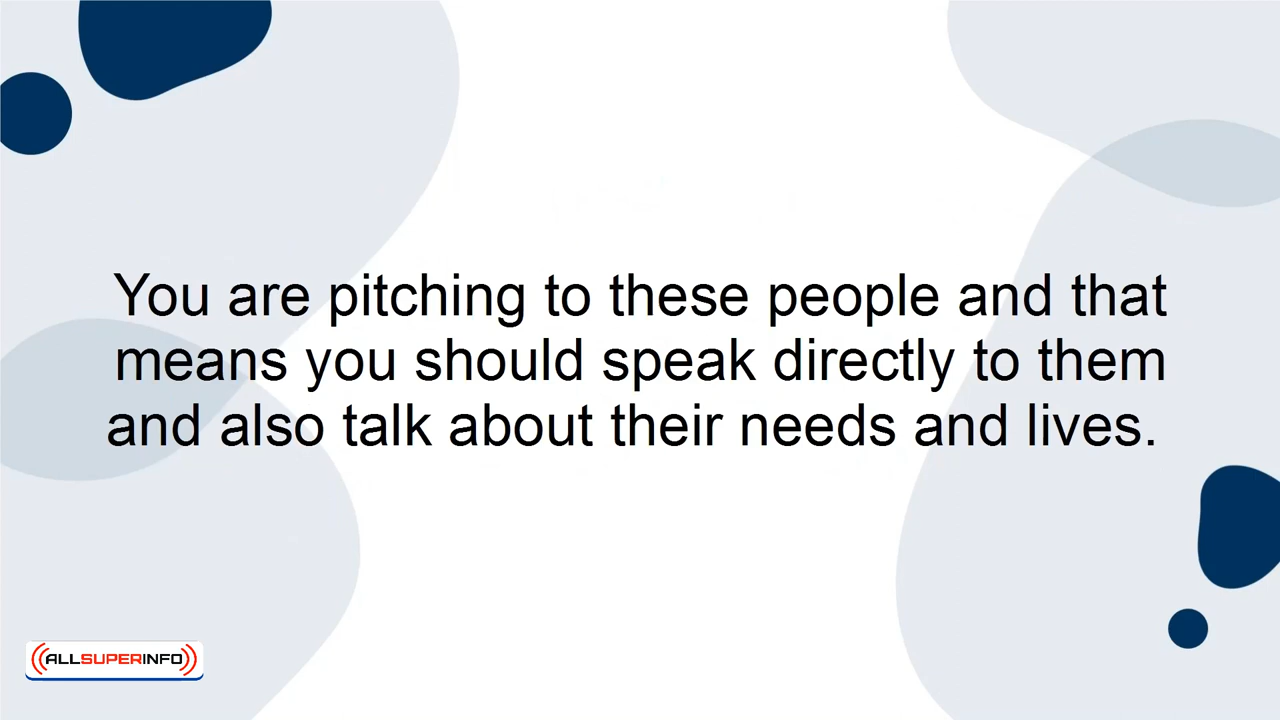 You are pitching to these people and that
means you should speak directly to them
and also talk about their needs and lives.
ALLSUPERINFO